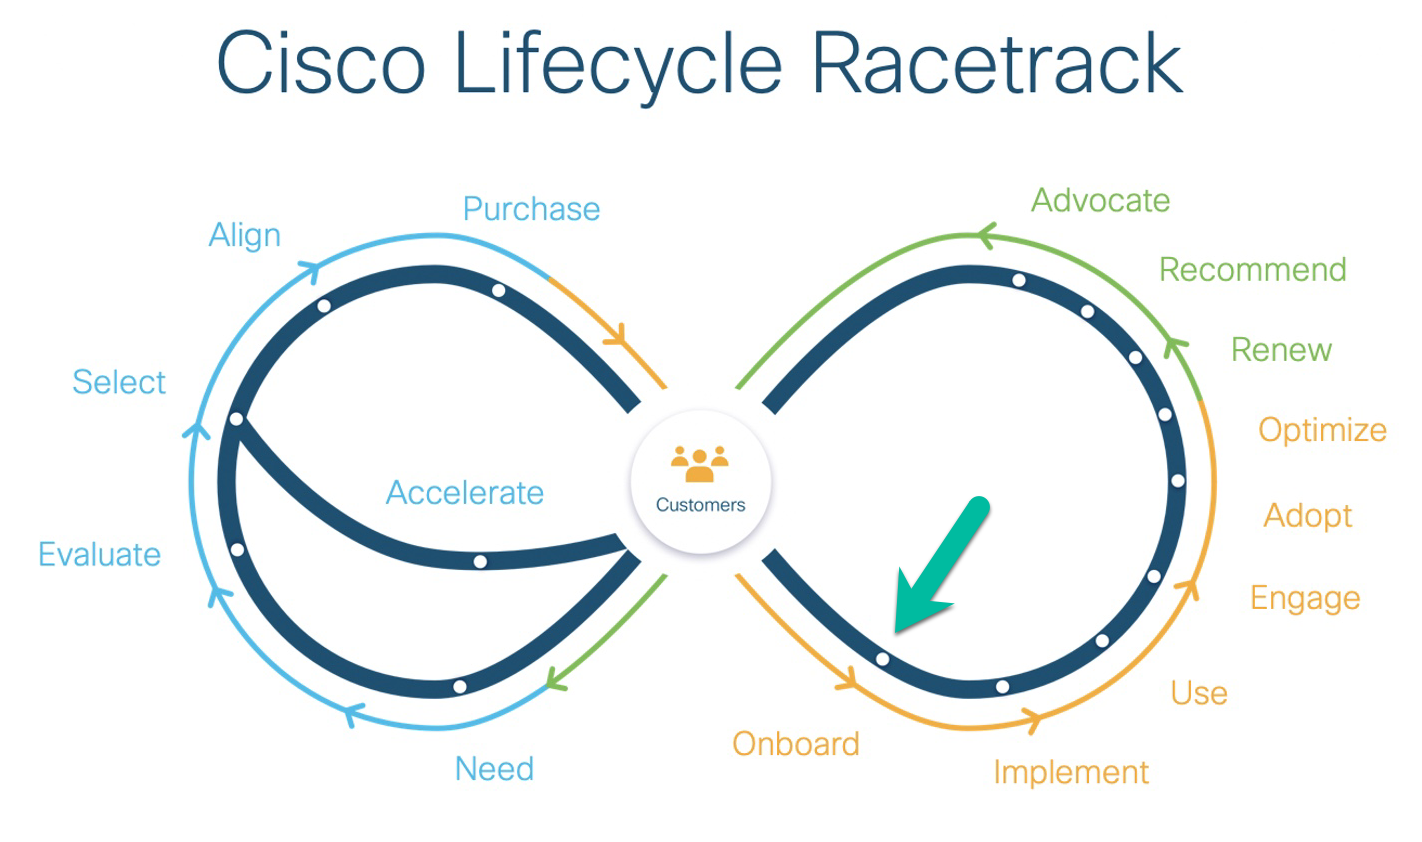 Cisco Lifecycle Racetrack
Purchase
Align
Select
Accelerate
Evaluate
Need
Customers
Advocate
Recommend
Renew
Optimize
Adopt
Engage
Use
Onboard
Implement